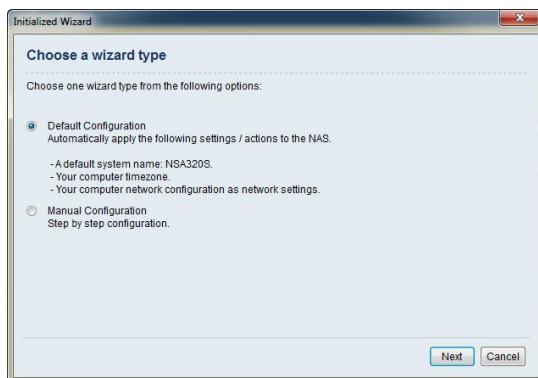 Initialized Wizard
Choose a wizard type
Choose one wizard type from the following options:
Default Configuration
Automatically apply the following settings / actions to the NAS.
- A default system name: NSA320S.
- Your computer timezone.
- Your computer network configuration as network settings.
Manual Configuration
Step by step configuration.
Next Cancel